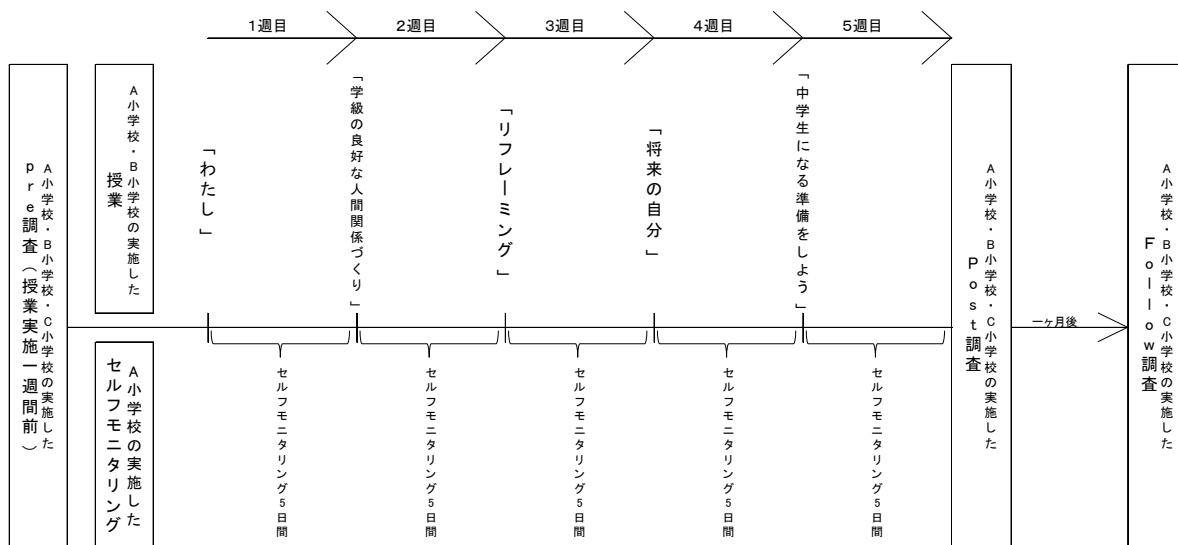 1週目
2週目
3週目
4週目
5週目
A小学校・B小学校・C小学校の実施した
pre調査（授業実施一週間前）
A小学校・B小学校の実施した
授業
A小学校の実施した
セルフモニタリング
「わたし」
「学級の良好な人間関係づくり」
「リフレーミング」
「将来の自分」
「中学生になる準備をしよう」
セルフモニタリング5日間
セルフモニタリング5日間
セルフモニタリング5日間
セルフモニタリング5日間
セルフモニタリング5日間
A小学校・B小学校・C小学校の実施した
Post調査
一ヶ月後
A小学校・B小学校・C小学校の実施した
Follow調査